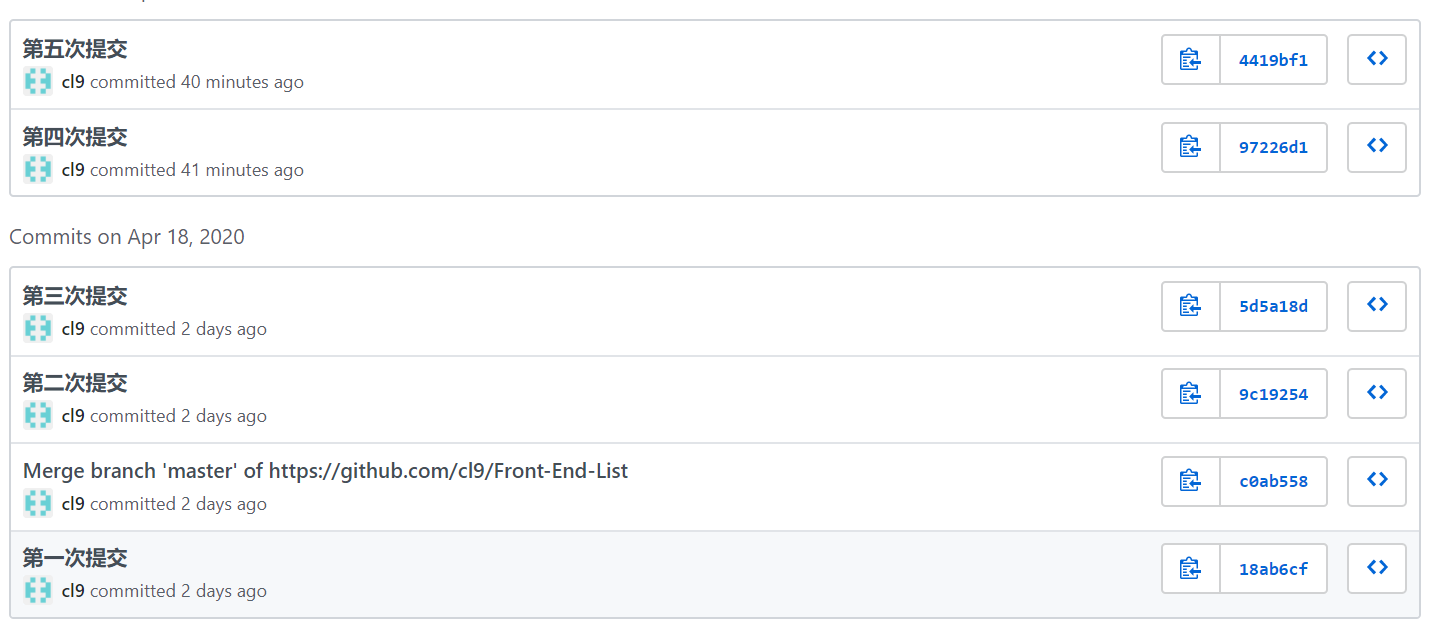 第五次提交
cl9 committed 40 minutes ago
4419bf1
第四次提交
cl9 committed 41 minutes ago
97226d1
Commits on Apr 18, 2020
第三次提交
cl9 committed 2 days ago
5d5a18d
第二次提交
cl9 committed 2 days ago
9c19254
Merge branch 'master' of https://github.com/cl9/Front-End-List
cl9 committed 2 days ago
c0ab558
第一次提交
cl9 committed 2 days ago
18ab6cf